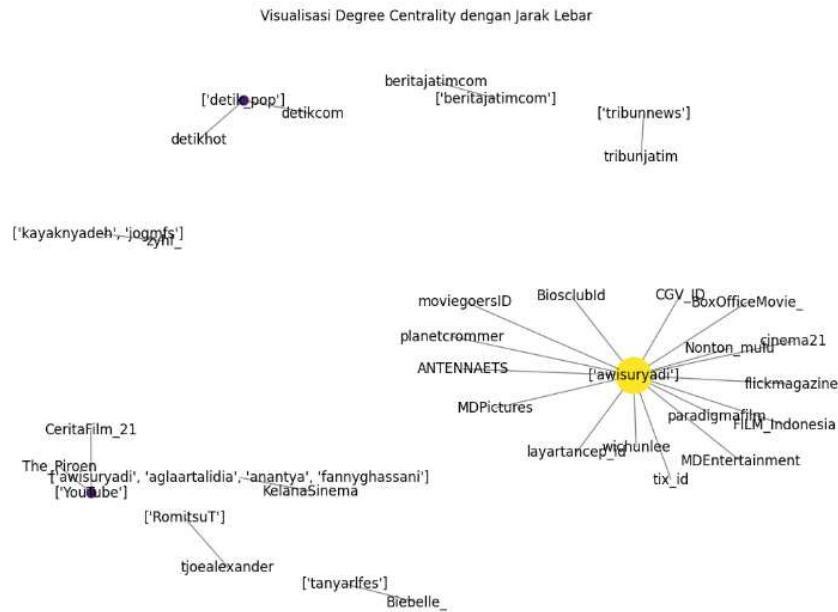 Visualisasi Degree Centrality dengan Jarak Lebar
['detik_pop']
detikcom
detikhot
beritajatimcom
['beritajatimcom']
['tribunnews']
tribunjatim
['kayaknyadeh', 'jogmfs']
zyhl_
moviegoersID
BiosclubId
CGV_ID
BoxOfficeMovie_
planetcrommer
Nonton_mulu
cinema21
ANTENNAETS
['awisuryadi']
flickmagazine
MDPictures
paradigmafilm
FILM_Indonesia
layartancep_id
wichunlee
MDEntertainment
tix_id
CeritaFilm_21
The_Piroen
['awisuryadi', 'aglaartalidia', 'anantya', 'fannyghassani']
['YouTube']
KelanaSinema
['RomitsuT']
tjoealexander
['tanyarlfes']
Biebelle_